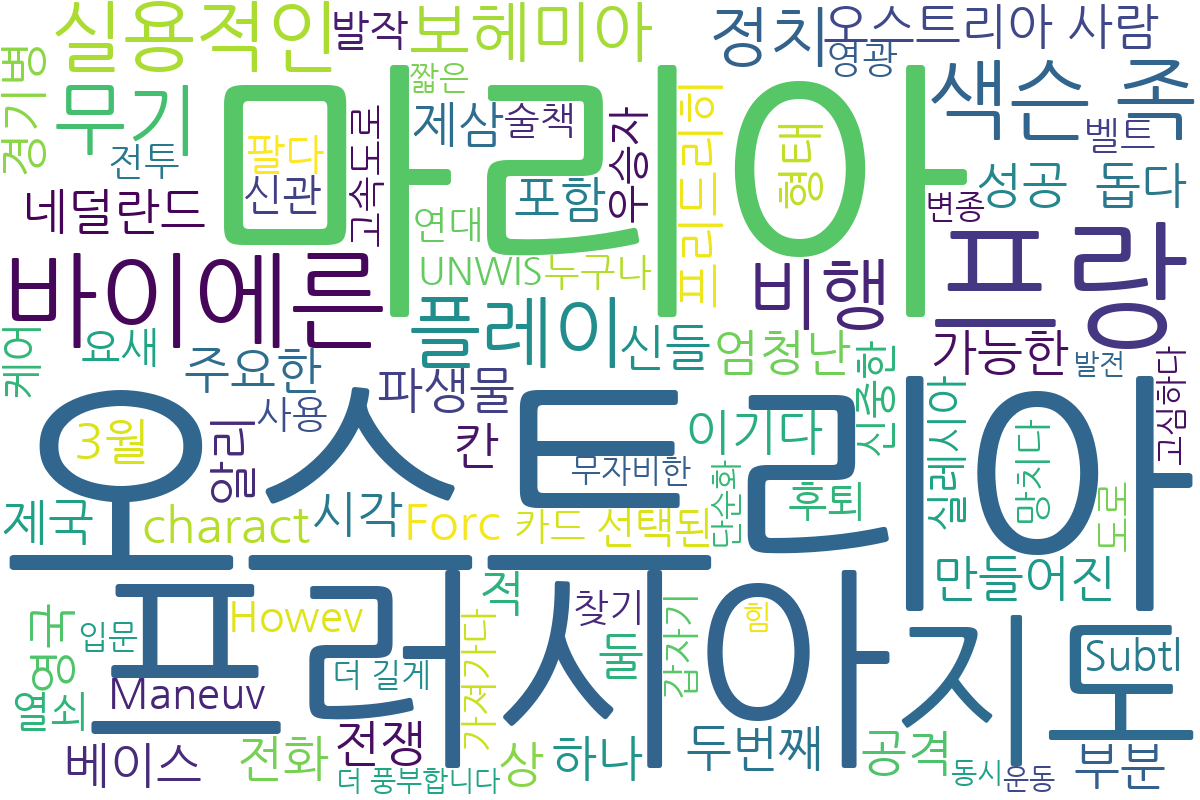 실용적인
발작
보헤미아
정치
오스트리아 사람
영광
경기병
무기
전투
짧은
제삼
술책
우승자
프리드리히
색슨 족
벨트
마리아
팔다
신관
고속도로
포함
형태
성공
돕다
변종
네덜란드
연대
UNWIS
누구나
바이에른
비행
프랑
플레이
신들
엄청난
가능한
발전
케어
요새
주요한
파생물
신중한
고심하다
사용
3월
알리
칸
이기다
실레시아
무자비한
오스트리아
망치다
제국
charact
시각
Forc
카드
선택된
단순화
후퇴
도로
만들어진
프러시아
적
찾기
영국
입문
Howev
힘
지도
둘
갑자기
가져가다
더 길게
Subtl
열쇠
Maneuv
베이스
전화
전쟁
상
하나
두번째
공격
부분
더 풍부합니다
동시
운동